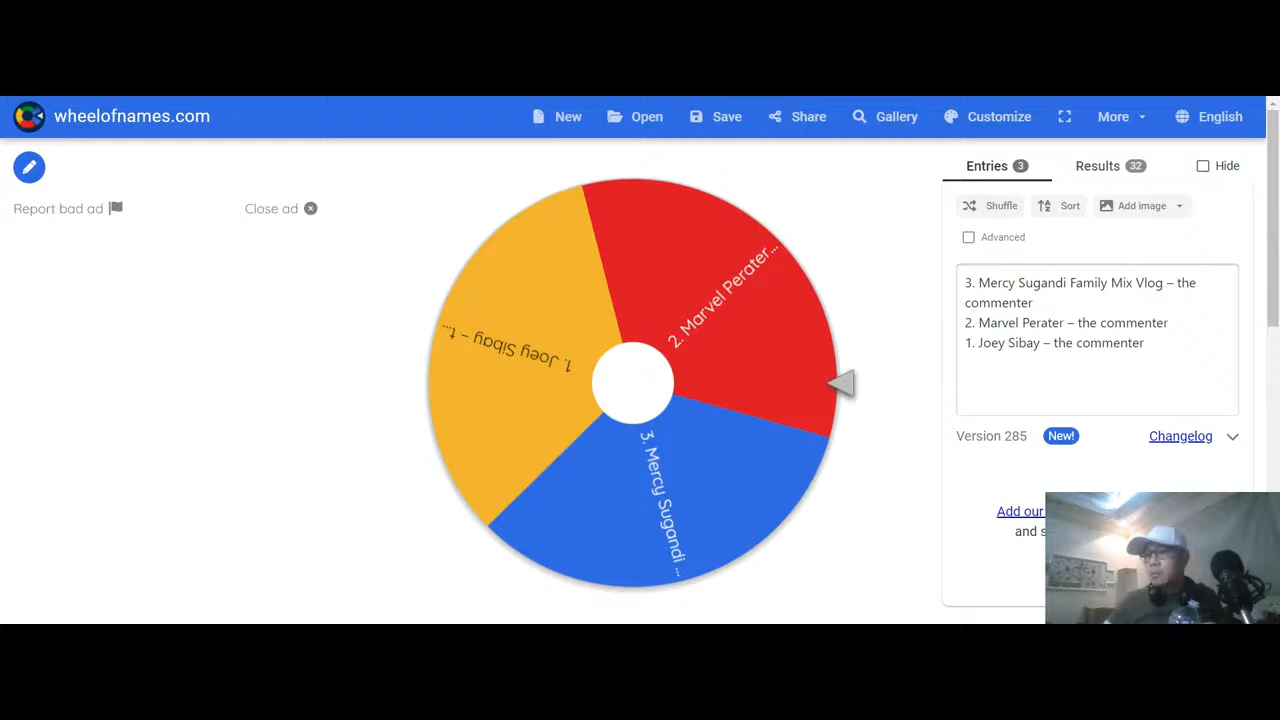 wheelofnames.com
New
Open
Save
Share
Gallery
Customize
More
English
Report bad ad
Close ad
Entries 3
Results 32
Hide
Shuffle
Sort
Add image
Advanced
3. Mercy Sugandi Family Mix Vlog – the
commenter
2. Marvel Perater – the commenter
1. Joey Sibay – the commenter
2. Marvel Perater...
1. Joey Sibay – t...
3. Mercy Sugandi ...
Version 285
New!
Changelog
Add our
and s